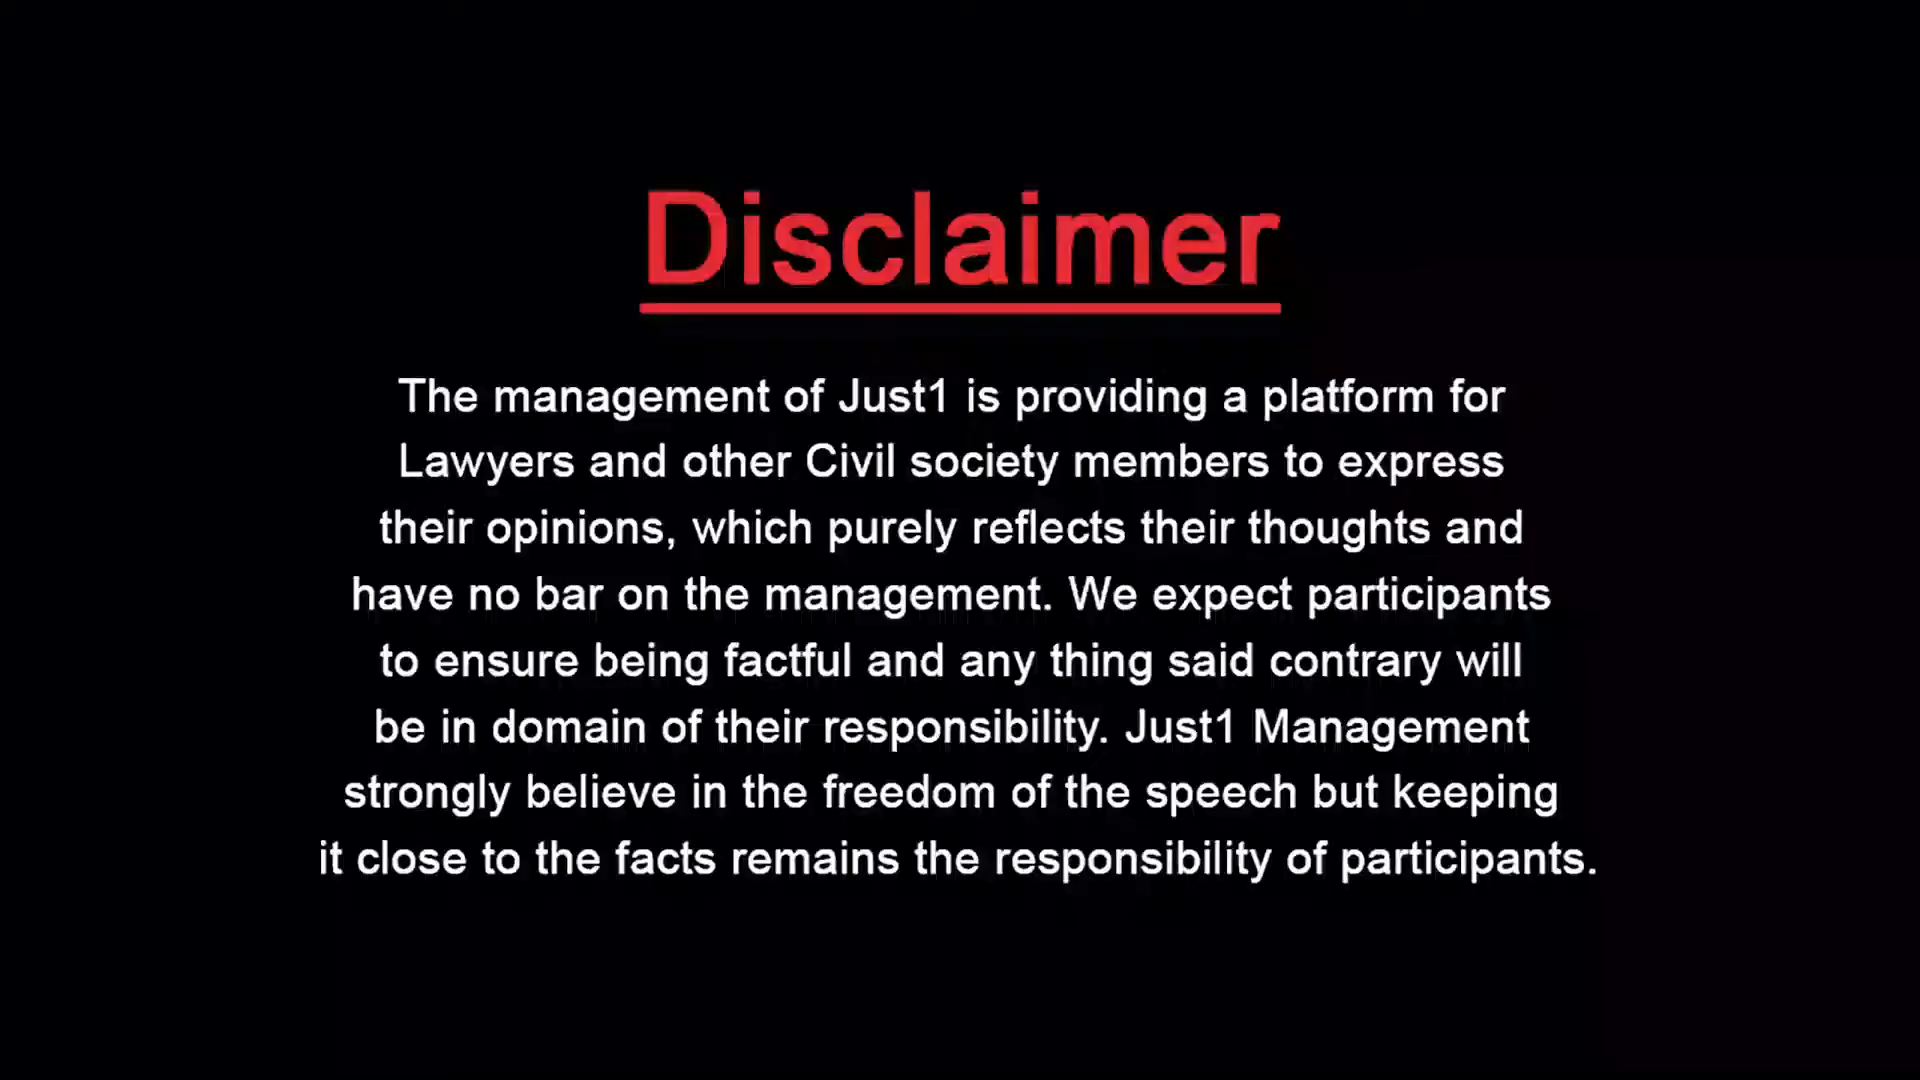 Disclaimer
The management of Just1 is providing a platform for
Lawyers and other Civil society members to express
their opinions, which purely reflects their thoughts and
have no bar on the management. We expect participants
to ensure being factful and any thing said contrary will
be in domain of their responsibility. Just1 Management
strongly believe in the freedom of the speech but keeping
it close to the facts remains the responsibility of participants.